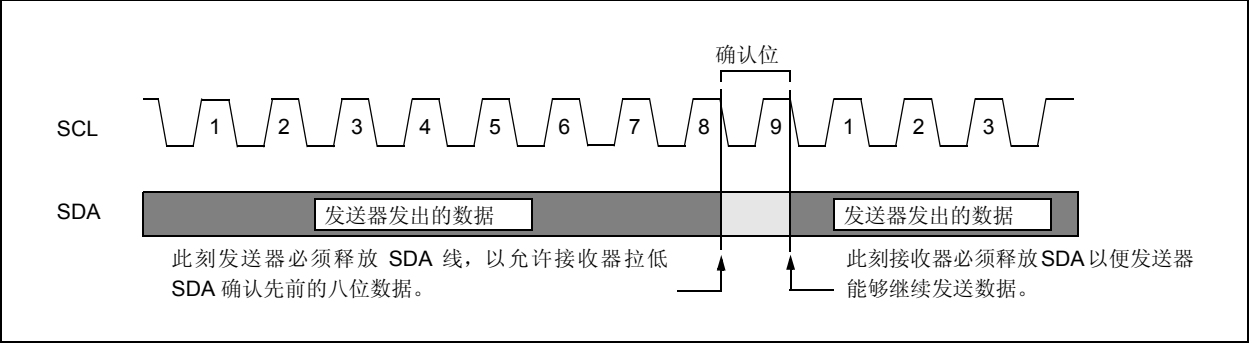 确认位
SCL
1 2 3 4 5 6 7 8 9 1 2 3
SDA
发送器发出的数据
发送器发出的数据
此刻发送器必须释放 SDA 线，以允许接收器拉低
SDA 确认先前的八位数据。
此刻接收器必须释放SDA以便发送器
能够继续发送数据。